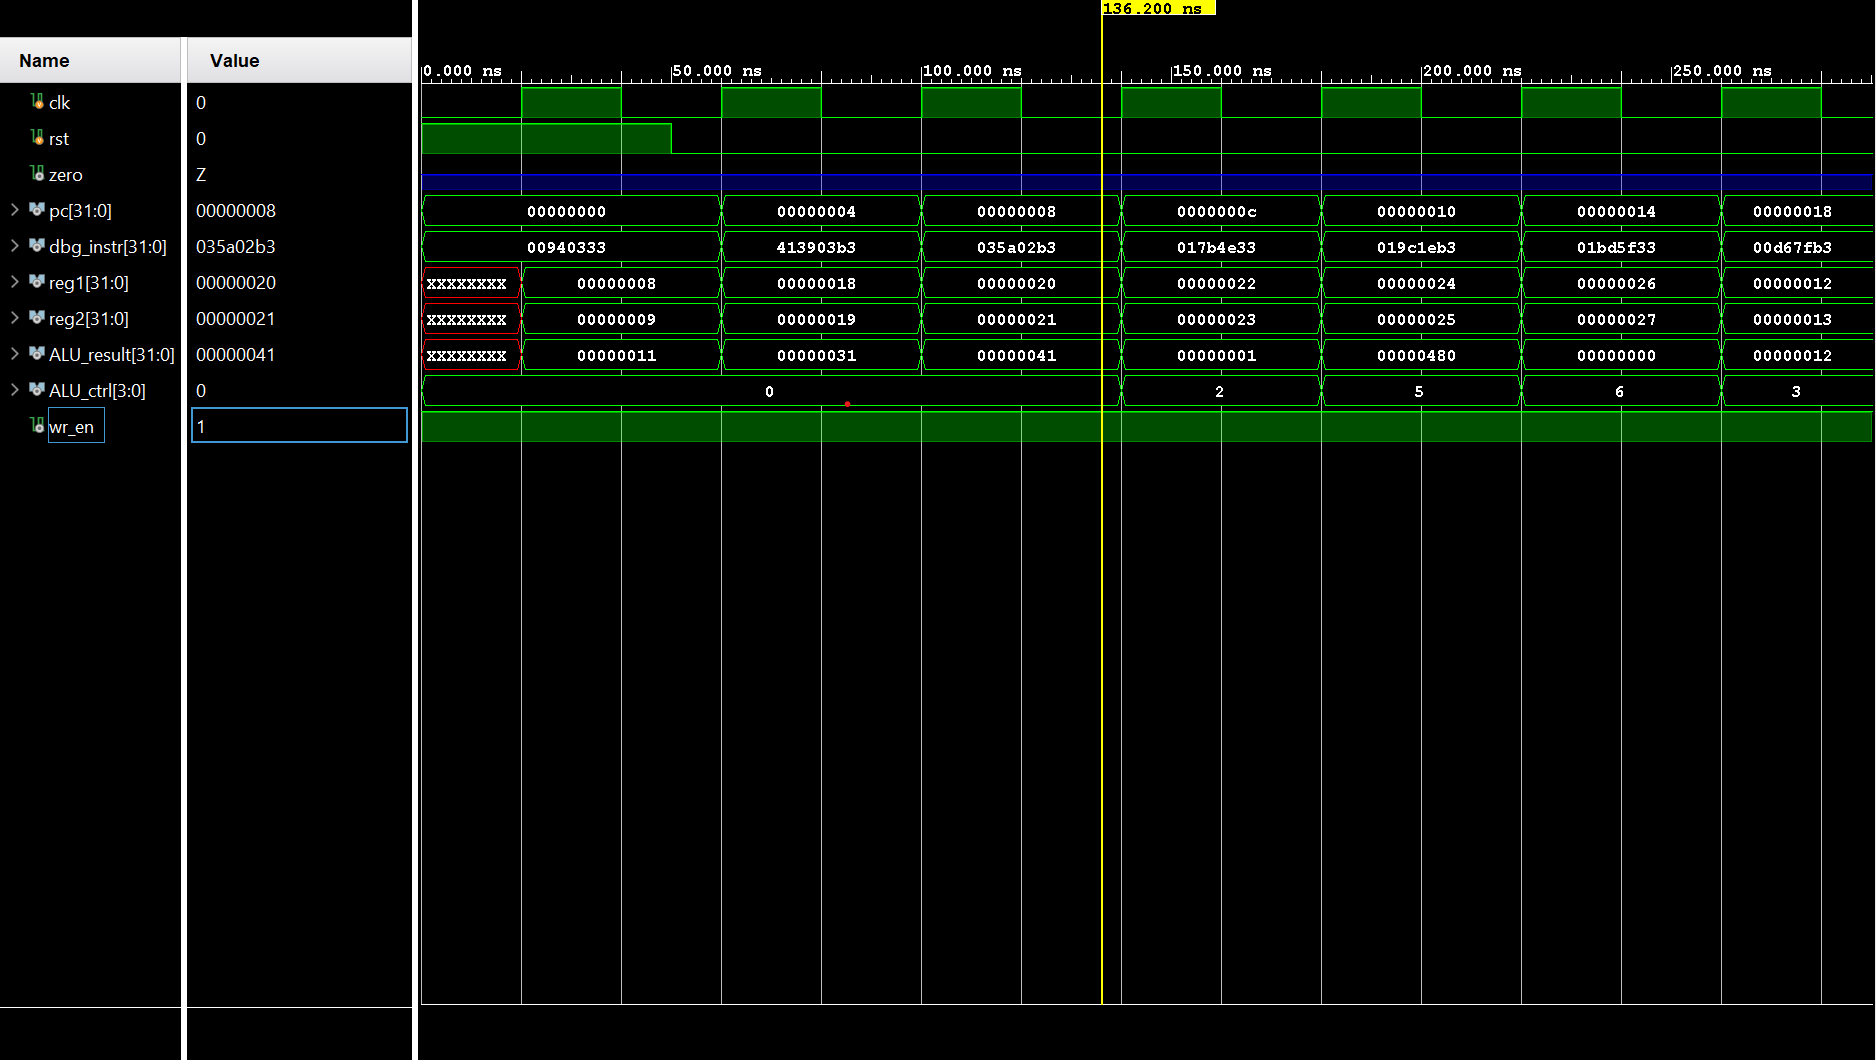 136.200 ns
Name Value
0.000 ns 50.000 ns 100.000 ns 150.000 ns 200.000 ns 250.000 ns
clk 0
rst 0
zero Z
pc[31:0] 00000008 00000000 00000004 00000008 0000000c 00000010 00000014 00000018
dbg_instr[31:0] 035a02b3 00940333 413903b3 035a02b3 017b4e33 019c1eb3 01bd5f33 00d67fb3
reg1[31:0] 00000020 XXXXXXXX 00000008 00000018 00000020 00000022 00000024 00000026 00000012
reg2[31:0] 00000021 XXXXXXXX 00000009 00000019 00000021 00000023 00000025 00000027 00000013
ALU_result[31:0] 00000041 XXXXXXXX 00000011 00000031 00000041 00000001 00000480 00000000 00000012
ALU_ctrl[3:0] 0 0 2 5 6 3
wr_en 1